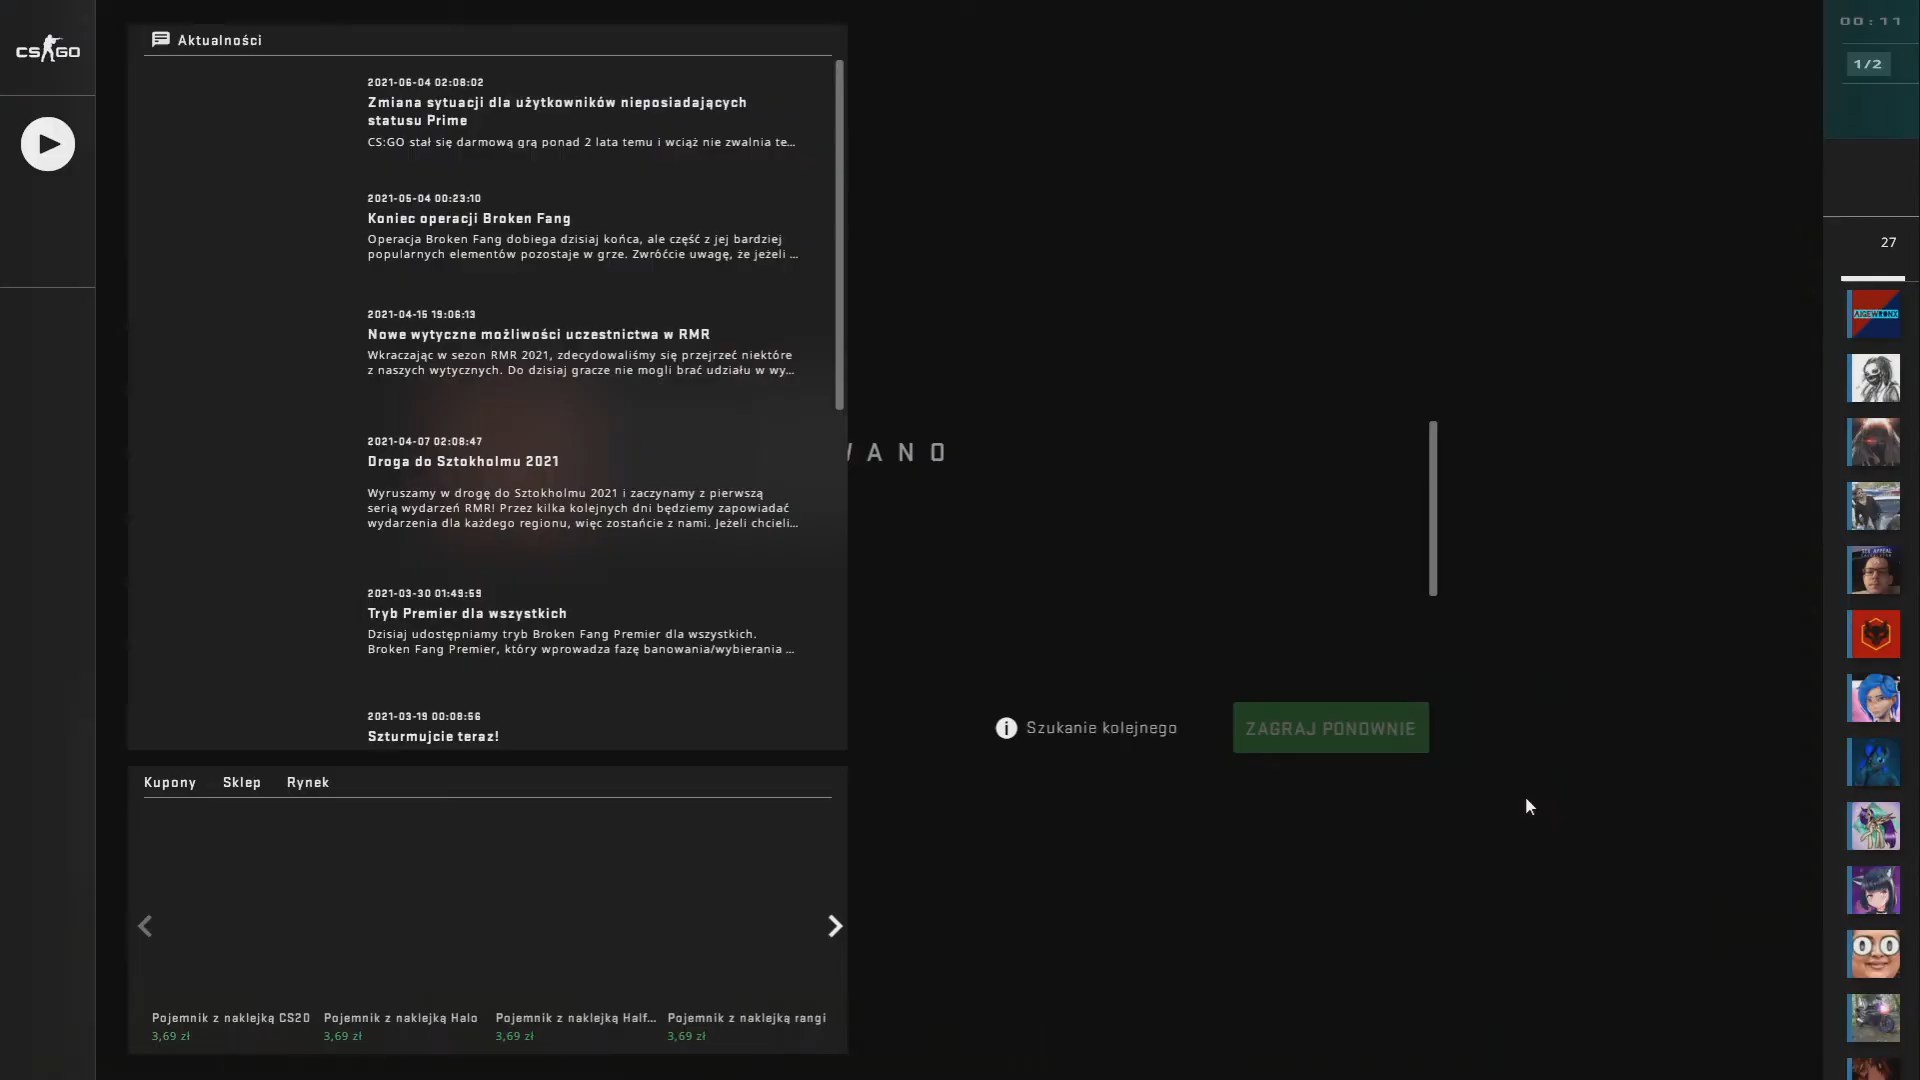 CS GO
Aktualności
2021-06-04 02:08:02
Zmiana sytuacji dla użytkowników nieposiadających
statusu Prime
CS:GO stał się darmową grą ponad 2 lata temu i wciąż nie zwalnia te...
2021-05-04 00:23:10
Koniec operacji Broken Fang
Operacja Broken Fang dobiega dzisiaj końca, ale część z jej bardziej
popularnych elementów pozostaje w grze. Zwróćcie uwagę, że jeżeli ...
2021-04-15 19:06:13
Nowe wytyczne możliwości uczestnictwa w RMR
Wkraczając w sezon RMR 2021, zdecydowaliśmy się przejrzeć niektóre
z naszych wytycznych. Do dzisiaj gracze nie mogli brać udziału w wy...
2021-04-07 02:08:47
Droga do Sztokholmu 2021
Wyruszamy w drogę do Sztokholmu 2021 i zaczynamy z pierwszą
serią wydarzeń RMR! Przez kilka kolejnych dni będziemy zapowiadać
wydarzenia dla każdego regionu, więc zostańcie z nami. Jeżeli chcieli...
2021-03-30 01:49:59
Tryb Premier dla wszystkich
Dzisiaj udostępniamy tryb Broken Fang Premier dla wszystkich.
Broken Fang Premier, który wprowadza fazę banowania/wybierania ...
2021-03-19 00:08:56
Szturmujcie teraz!
WANO
Szukanie kolejnego
ZAGRAJ PONOWNIE
Kupony Sklep Rynek
Pojemnik z naklejką CS20
3,69 zł
Pojemnik z naklejką Halo
3,69 zł
Pojemnik z naklejką Half...
3,69 zł
Pojemnik z naklejką rangi
3,69 zł
00:11
1/2
27
AIGEWRONX